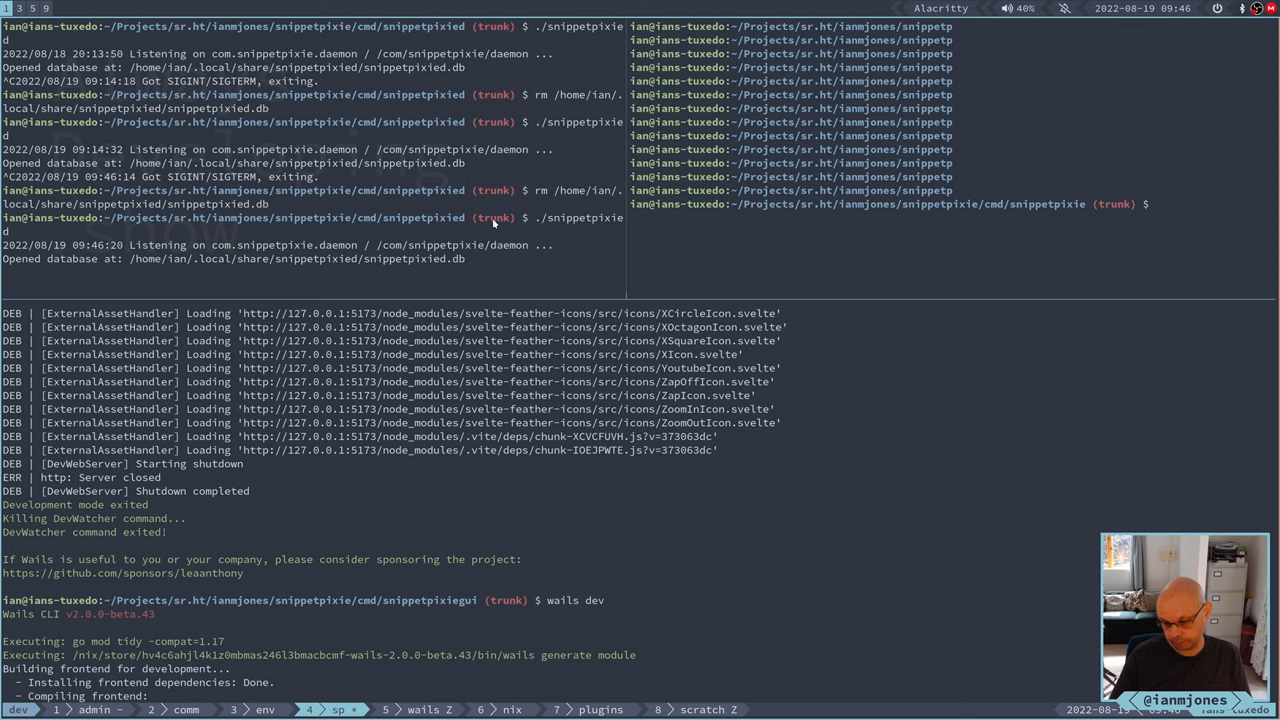 1 3 5 9
Alacritty 40% 2022-08-19 09:46
ian@ians-tuxedo:~/Projects/sr.ht/ianmjones/snippetpixie/cmd/snippetpixied (trunk) $ ./snippetpixie
d
2022/08/18 20:13:50 Listening on com.snippetpixie.daemon / /com/snippetpixie/daemon ...
Opened database at: /home/ian/.local/share/snippetpixied/snippetpixied.db
^C2022/08/19 09:14:18 Got SIGINT/SIGTERM, exiting.
ian@ians-tuxedo:~/Projects/sr.ht/ianmjones/snippetpixie/cmd/snippetpixied (trunk) $ rm /home/ian/.
local/share/snippetpixied/snippetpixied.db
ian@ians-tuxedo:~/Projects/sr.ht/ianmjones/snippetpixie/cmd/snippetpixied (trunk) $ ./snippetpixie
d
2022/08/19 09:14:32 Listening on com.snippetpixie.daemon / /com/snippetpixie/daemon ...
Opened database at: /home/ian/.local/share/snippetpixied/snippetpixied.db
^C2022/08/19 09:46:14 Got SIGINT/SIGTERM, exiting.
ian@ians-tuxedo:~/Projects/sr.ht/ianmjones/snippetpixie/cmd/snippetpixied (trunk) $ rm /home/ian/.
local/share/snippetpixied/snippetpixied.db
ian@ians-tuxedo:~/Projects/sr.ht/ianmjones/snippetpixie/cmd/snippetpixied (trunk) $ ./snippetpixie
d
2022/08/19 09:46:20 Listening on com.snippetpixie.daemon / /com/snippetpixie/daemon ...
Opened database at: /home/ian/.local/share/snippetpixied/snippetpixied.db
ian@ians-tuxedo:~/Projects/sr.ht/ianmjones/snippetp
ian@ians-tuxedo:~/Projects/sr.ht/ianmjones/snippetp
ian@ians-tuxedo:~/Projects/sr.ht/ianmjones/snippetp
ian@ians-tuxedo:~/Projects/sr.ht/ianmjones/snippetp
ian@ians-tuxedo:~/Projects/sr.ht/ianmjones/snippetp
ian@ians-tuxedo:~/Projects/sr.ht/ianmjones/snippetp
ian@ians-tuxedo:~/Projects/sr.ht/ianmjones/snippetp
ian@ians-tuxedo:~/Projects/sr.ht/ianmjones/snippetp
ian@ians-tuxedo:~/Projects/sr.ht/ianmjones/snippetp
ian@ians-tuxedo:~/Projects/sr.ht/ianmjones/snippetp
ian@ians-tuxedo:~/Projects/sr.ht/ianmjones/snippetp
ian@ians-tuxedo:~/Projects/sr.ht/ianmjones/snippetp
ian@ians-tuxedo:~/Projects/sr.ht/ianmjones/snippetp
ian@ians-tuxedo:~/Projects/sr.ht/ianmjones/snippetpixie/cmd/snippetpixie (trunk) $
DEB | [ExternalAssetHandler] Loading 'http://127.0.0.1:5173/node_modules/svelte-feather-icons/src/icons/XCircleIcon.svelte'
DEB | [ExternalAssetHandler] Loading 'http://127.0.0.1:5173/node_modules/svelte-feather-icons/src/icons/XOctagonIcon.svelte'
DEB | [ExternalAssetHandler] Loading 'http://127.0.0.1:5173/node_modules/svelte-feather-icons/src/icons/XSquareIcon.svelte'
DEB | [ExternalAssetHandler] Loading 'http://127.0.0.1:5173/node_modules/svelte-feather-icons/src/icons/XIcon.svelte'
DEB | [ExternalAssetHandler] Loading 'http://127.0.0.1:5173/node_modules/svelte-feather-icons/src/icons/YoutubeIcon.svelte'
DEB | [ExternalAssetHandler] Loading 'http://127.0.0.1:5173/node_modules/svelte-feather-icons/src/icons/ZapOffIcon.svelte'
DEB | [ExternalAssetHandler] Loading 'http://127.0.0.1:5173/node_modules/svelte-feather-icons/src/icons/ZapIcon.svelte'
DEB | [ExternalAssetHandler] Loading 'http://127.0.0.1:5173/node_modules/svelte-feather-icons/src/icons/ZoomInIcon.svelte'
DEB | [ExternalAssetHandler] Loading 'http://127.0.0.1:5173/node_modules/svelte-feather-icons/src/icons/ZoomOutIcon.svelte'
DEB | [ExternalAssetHandler] Loading 'http://127.0.0.1:5173/node_modules/.vite/deps/chunk-XCVCFUVH.js?v=373063dc'
DEB | [ExternalAssetHandler] Loading 'http://127.0.0.1:5173/node_modules/.vite/deps/chunk-IOEJPWTE.js?v=373063dc'
DEB | [DevWebServer] Starting shutdown
ERR | http: Server closed
DEB | [DevWebServer] Shutdown completed
Development mode exited
Killing DevWatcher command...
DevWatcher command exited!
If Wails is useful to you or your company, please consider sponsoring the project:
https://github.com/sponsors/leaanthony
ian@ians-tuxedo:~/Projects/sr.ht/ianmjones/snippetpixie/cmd/snippetpixiegui (trunk) $ wails dev
Wails CLI v2.0.0-beta.43
Executing: go mod tidy -compat=1.17
Executing: /nix/store/hv4c6ahjl4k1z0mbmas246l3bmacbcmf-wails-2.0.0-beta.43/bin/wails generate module
Building frontend for development...
- Installing frontend dependencies: Done.
- Compiling frontend:
@ianmjones
dev 1 admin - 2 comm 3 env 4 sp * 5 wails Z 6 nix 7 plugins 8 scratch Z 2022-08-19 tuxedo